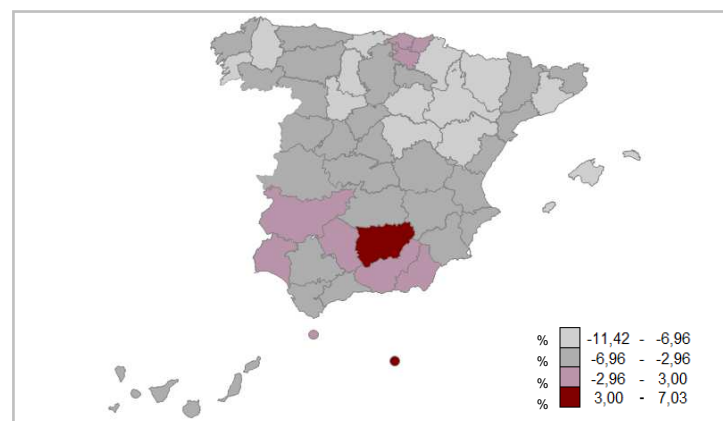 % -11,42 - -6,96
% -6,96 - -2,96
% -2,96 - 3,00
% 3,00 - 7,03